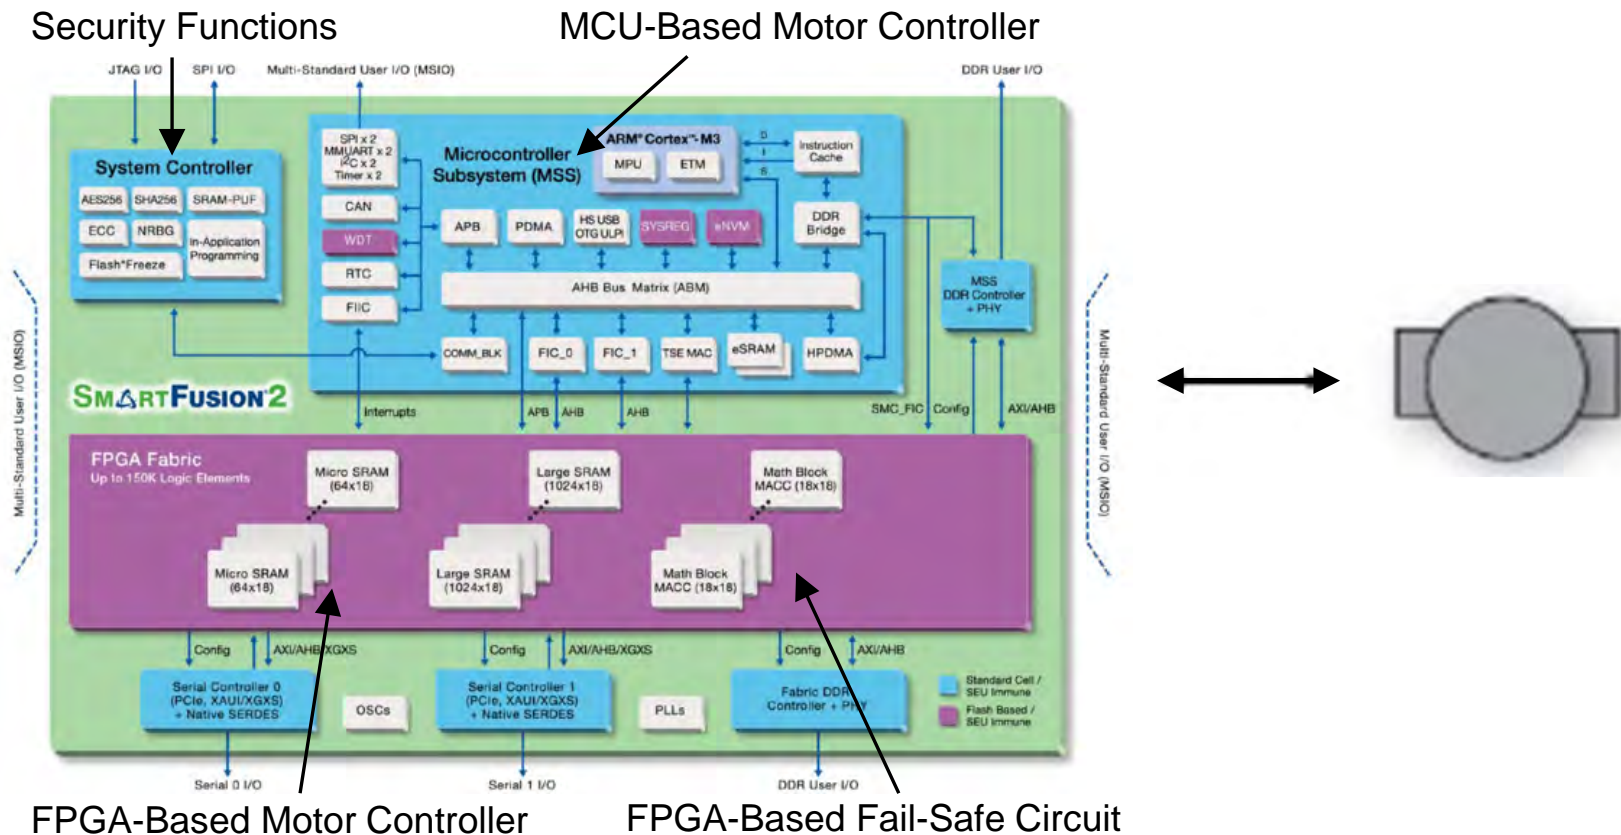 Security Functions
MCU-Based Motor Controller
JTAG I/O
SPI I/O
Multi-Standard User I/O (MSIO)
DDR User I/O
System Controller
AES256
SHA256
SRAM-PUF
ECC
NRBG
In-Application
Programming
Flash*Freeze
SPI x 2
MMUART x 2
I2C x 2
Timer x 2
CAN
WDT
RTC
FIIC
Microcontroller
Subsystem (MSS)
ARM® Cortex™-M3
MPU
ETM
D
I
S
Instruction
Cache
APB
PDMA
HS USB
OTG ULPI
SYSREG
eNVM
DDR
Bridge
AHB Bus Matrix (ABM)
MSS
DDR Controller
+ PHY
COMM_BLK
FIC_0
FIC_1
TSE MAC
eSRAM
HPDMA
SMARTFUSION®2
Interrupts
APB
AHB
AHB
SMC_FIC
Config
AXI/AHB
Multi-Standard User I/O (MSIO)
Multi-Standard User I/O (MSIO)
FPGA Fabric
Up to 150K Logic Elements
Micro SRAM
(64x18)
Large SRAM
(1024x18)
Math Block
MACC (18x18)
Micro SRAM
(64x18)
Large SRAM
(1024x18)
Math Block
MACC (18x18)
Config
AXI/AHB/XGXS
Config
AXI/AHB/XGXS
Config
AXI/AHB
Serial Controller 0
(PCIe, XAUI/XGXS)
+ Native SERDES
OSCs
Serial Controller 1
(PCIe, XAUI/XGXS)
+ Native SERDES
PLLs
Fabric DDR
Controller + PHY
Standard Cell /
SEU Immune
Flash Based /
SEU Immune
Serial 0 I/O
Serial 1 I/O
DDR User I/O
FPGA-Based Motor Controller
FPGA-Based Fail-Safe Circuit